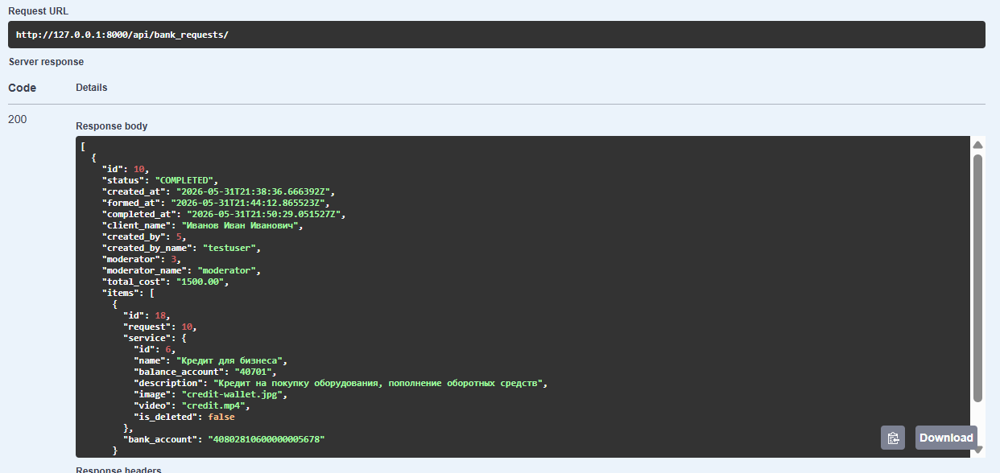 Request URL
http://127.0.0.1:8000/api/bank_requests/
Server response
Code Details
200
Response body
[
  {
    "id": 10,
    "status": "COMPLETED",
    "created_at": "2026-05-31T21:38:36.666392Z",
    "formed_at": "2026-05-31T21:44:12.865523Z",
    "completed_at": "2026-05-31T21:50:29.051527Z",
    "client_name": "Иванов Иван Иванович",
    "created_by": 5,
    "created_by_name": "testuser",
    "moderator": 3,
    "moderator_name": "moderator",
    "total_cost": "1500.00",
    "items": [
      {
        "id": 18,
        "request": 10,
        "service": {
          "id": 6,
          "name": "Кредит для бизнеса",
          "balance_account": "40701",
          "description": "Кредит на покупку оборудования, пополнение оборотных средств",
          "image": "credit-wallet.jpg",
          "video": "credit.mp4",
          "is_deleted": false
        },
        "bank_account": "40802810600000005678"
      }
Download
Response headers